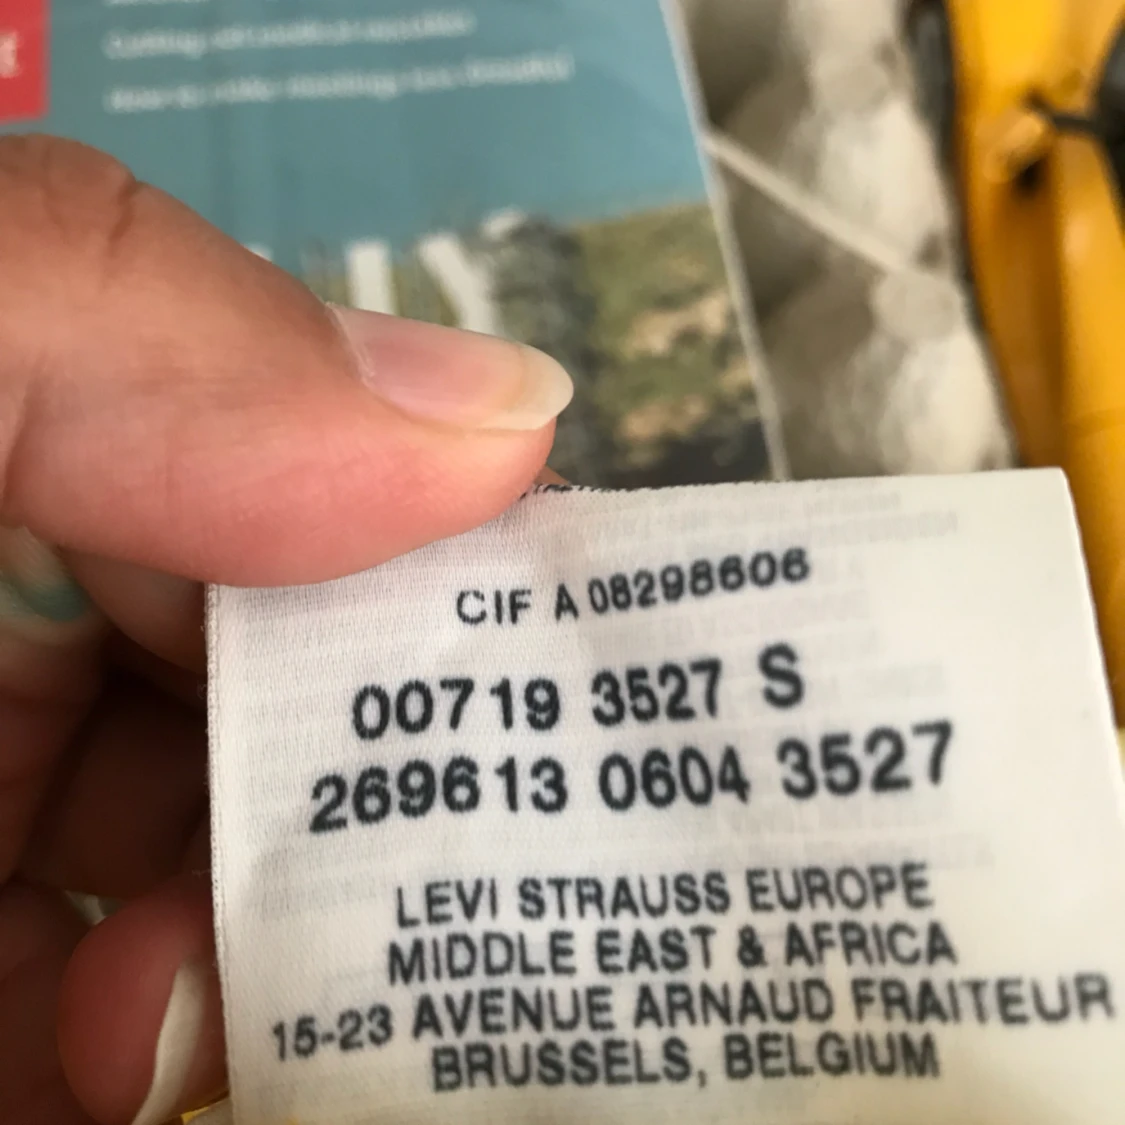 CIF A 08298606
00719 3527 S
269613 0604 3527
LEVI STRAUSS EUROPE
MIDDLE EAST & AFRICA
15-23 AVENUE ARNAUD FRAITEUR
BRUSSELS, BELGIUM